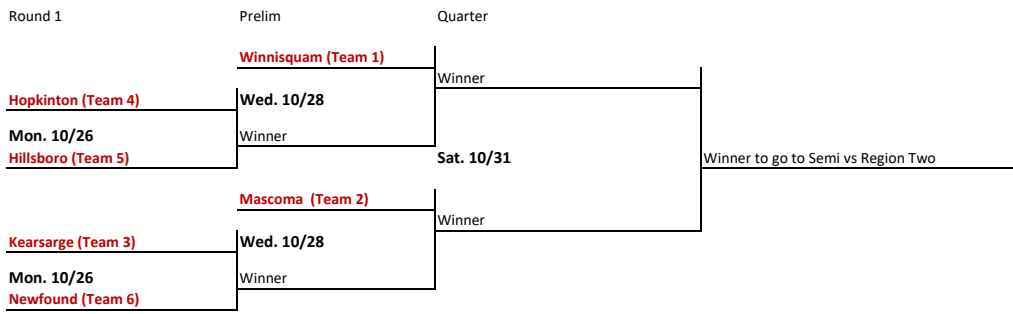 Round 1 Prelim Quarter
Winnisquam (Team 1)
Winner
Hopkinton (Team 4) Wed. 10/28
Mon. 10/26 Winner
Hillsboro (Team 5) Sat. 10/31 Winner to go to Semi vs Region Two
Mascoma  (Team 2)
Winner
Kearsarge (Team 3) Wed. 10/28
Mon. 10/26 Winner
Newfound (Team 6)